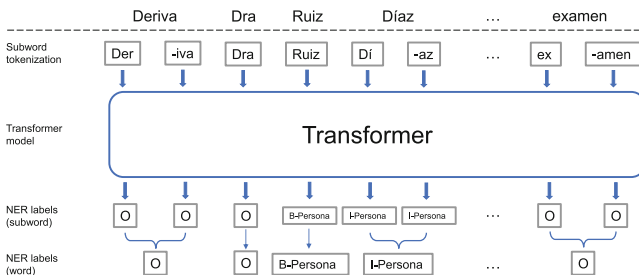 Deriva Dra Ruiz Díaz ... examen
Subword
tokenization
Der -iva Dra Ruiz Dí -az ... ex -amen
Transformer
model
Transformer
NER labels
(subword)
O O O B-Persona I-Persona I-Persona ... O O
NER labels
(word)
O O B-Persona I-Persona ... O